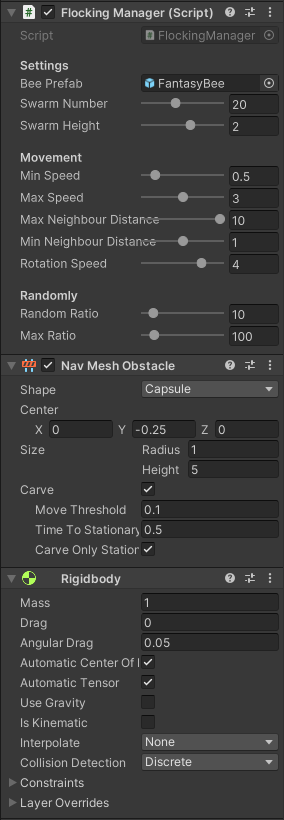 Flocking Manager (Script)
Script FlockingManager
Settings
Bee Prefab FantasyBee
Swarm Number 20
Swarm Height 2
Movement
Min Speed 0.5
Max Speed 3
Max Neighbour Distance 10
Min Neighbour Distance 1
Rotation Speed 4
Randomly
Random Ratio 10
Max Ratio 100
Nav Mesh Obstacle
Shape Capsule
Center
X 0 Y -0.25 Z 0
Size Radius 1
Height 5
Carve
Move Threshold 0.1
Time To Stationary 0.5
Carve Only Station
Rigidbody
Mass 1
Drag 0
Angular Drag 0.05
Automatic Center Of
Automatic Tensor
Use Gravity
Is Kinematic
Interpolate None
Collision Detection Discrete
Constraints
Layer Overrides